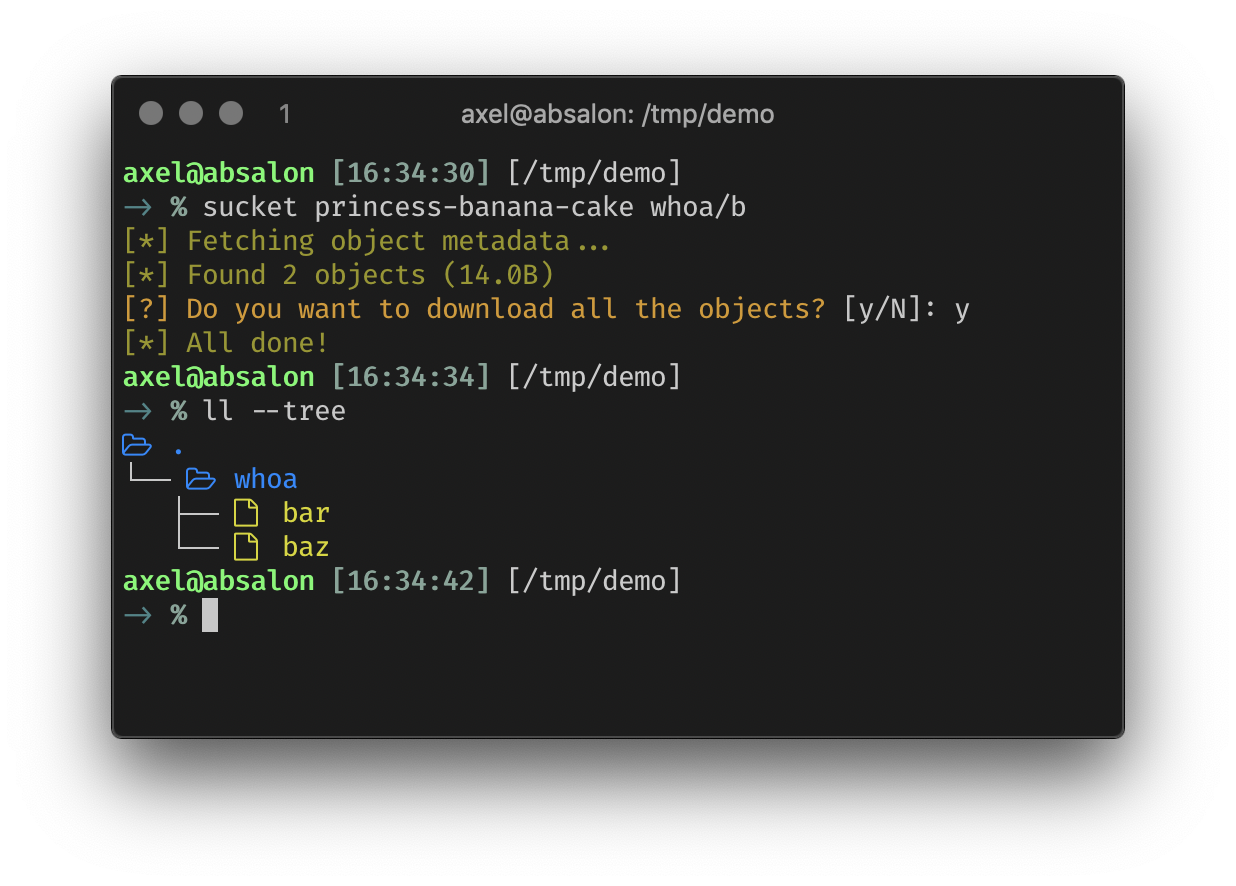 1 axel@absalon: /tmp/demo
axel@absalon [16:34:30] [/tmp/demo]
→ % sucket princess-banana-cake whoa/b
[*] Fetching object metadata...
[*] Found 2 objects (14.0B)
[?] Do you want to download all the objects? [y/N]: y
[*] All done!
axel@absalon [16:34:34] [/tmp/demo]
→ % ll --tree
.
└── whoa
├── bar
└── baz
axel@absalon [16:34:42] [/tmp/demo]
→ %